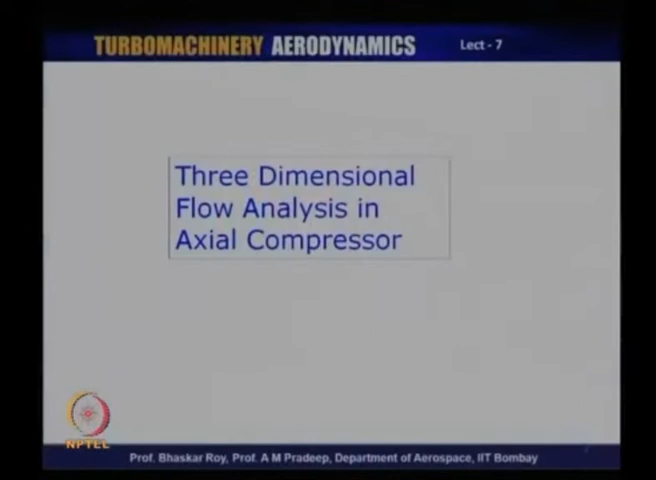 TURBOMACHINERY AERODYNAMICS Lect - 7
Three Dimensional
Flow Analysis in
Axial Compressor
NPTEL
Prof. Bhaskar Roy, Prof. A M Pradeep, Department of Aerospace, IIT Bombay